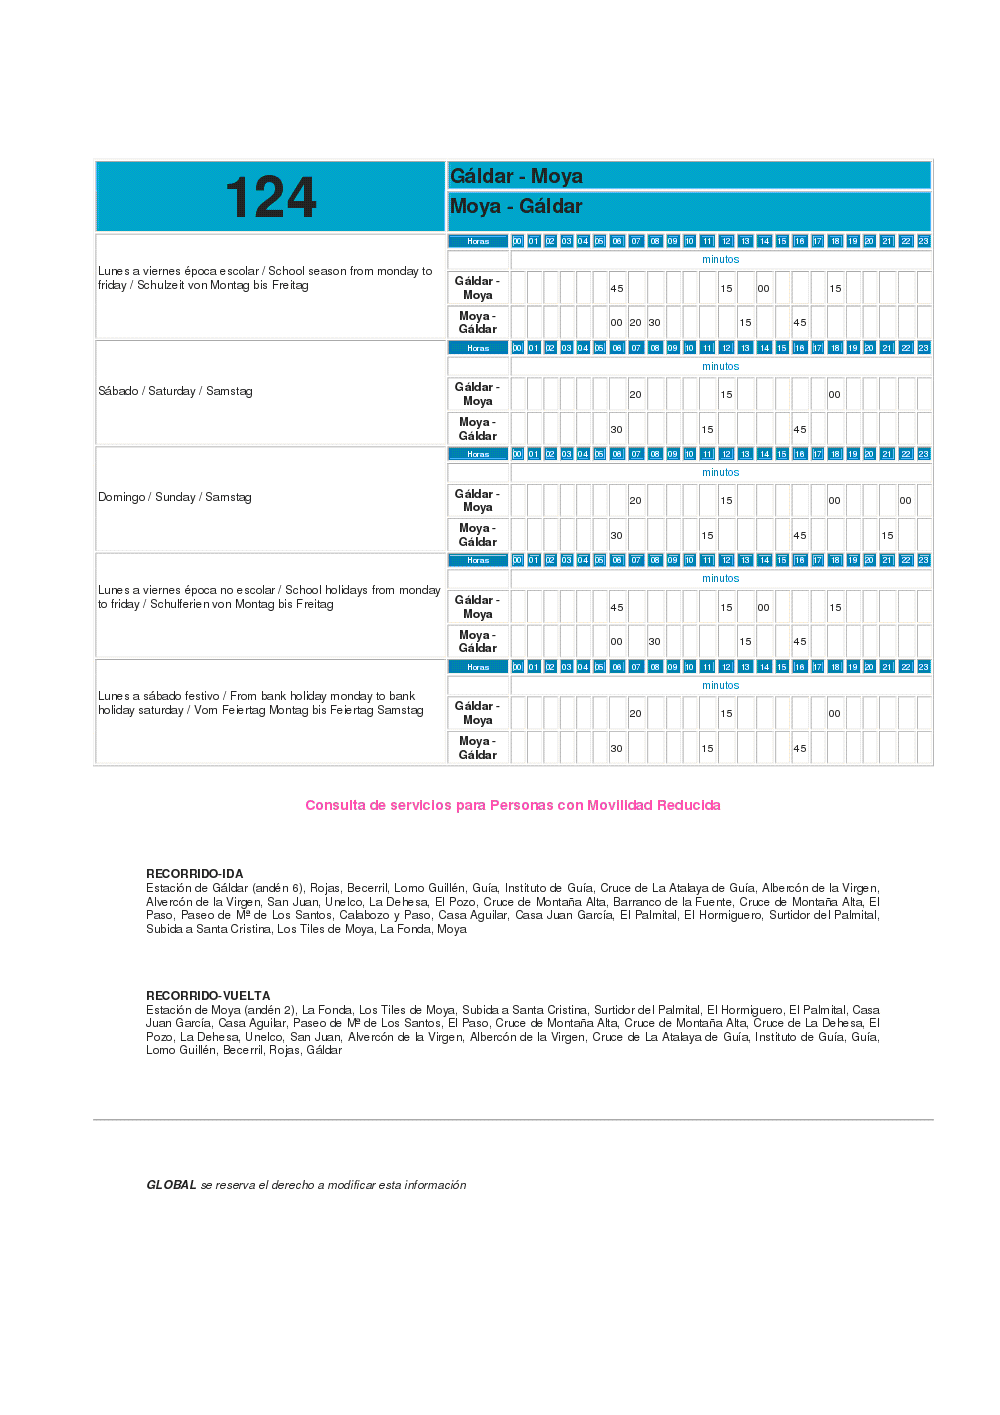 124
Gáldar - Moya
Moya - Gáldar
Lunes a viernes época escolar / School season from monday to
friday / Schulzeit von Montag bis Freitag
Horas 00 01 02 03 04 05 06 07 08 09 10 11 12 13 14 15 16 17 18 19 20 21 22 23
minutos
Gáldar -
Moya
45 15 00 15
Moya -
Gáldar
00 20 30 15 45
Sábado / Saturday / Samstag
Horas 00 01 02 03 04 05 06 07 08 09 10 11 12 13 14 15 16 17 18 19 20 21 22 23
minutos
Gáldar -
Moya
20 15 00
Moya -
Gáldar
30 15 45
Domingo / Sunday / Samstag
Horas 00 01 02 03 04 05 06 07 08 09 10 11 12 13 14 15 16 17 18 19 20 21 22 23
minutos
Gáldar -
Moya
20 15 00 00
Moya -
Gáldar
30 15 45 15
Lunes a viernes época no escolar / School holidays from monday
to friday / Schulferien von Montag bis Freitag
Horas 00 01 02 03 04 05 06 07 08 09 10 11 12 13 14 15 16 17 18 19 20 21 22 23
minutos
Gáldar -
Moya
45 15 00 15
Moya -
Gáldar
00 30 15 45
Lunes a sábado festivo / From bank holiday monday to bank
holiday saturday / Vom Feiertag Montag bis Feiertag Samstag
Horas 00 01 02 03 04 05 06 07 08 09 10 11 12 13 14 15 16 17 18 19 20 21 22 23
minutos
Gáldar -
Moya
20 15 00
Moya -
Gáldar
30 15 45
Consulta de servicios para Personas con Movilidad Reducida
RECORRIDO-IDA
Estación de Gáldar (andén 6), Rojas, Becerril, Lomo Guillén, Guía, Instituto de Guía, Cruce de La Atalaya de Guía, Albercón de la Virgen,
Alvercón de la Virgen, San Juan, Unelco, La Dehesa, El Pozo, Cruce de Montaña Alta, Barranco de la Fuente, Cruce de Montaña Alta, El
Paso, Paseo de Mª de Los Santos, Calabozo y Paso, Casa Aguilar, Casa Juan García, El Palmital, El Hormiguero, Surtidor del Palmital,
Subida a Santa Cristina, Los Tiles de Moya, La Fonda, Moya
RECORRIDO-VUELTA
Estación de Moya (andén 2), La Fonda, Los Tiles de Moya, Subida a Santa Cristina, Surtidor del Palmital, El Hormiguero, El Palmital, Casa
Juan García, Casa Aguilar, Paseo de Mª de Los Santos, El Paso, Cruce de Montaña Alta, Cruce de Montaña Alta, Cruce de La Dehesa, El
Pozo, La Dehesa, Unelco, San Juan, Alvercón de la Virgen, Albercón de la Virgen, Cruce de La Atalaya de Guía, Instituto de Guía, Guía,
Lomo Guillén, Becerril, Rojas, Gáldar
GLOBAL se reserva el derecho a modificar esta información